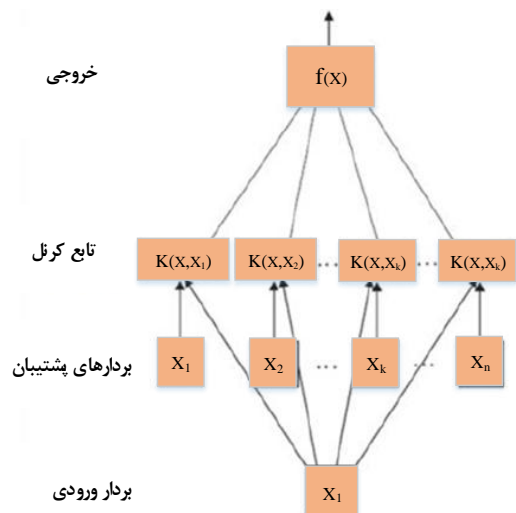 خروجی
f(X)
تابع کرنل
K(X,X₁) K(X,X₂) ... K(X,Xₖ) ... K(X,Xₖ)
بردارهای پشتیبان
X₁ X₂ ... Xₖ ... Xₙ
بردار ورودی
X₁